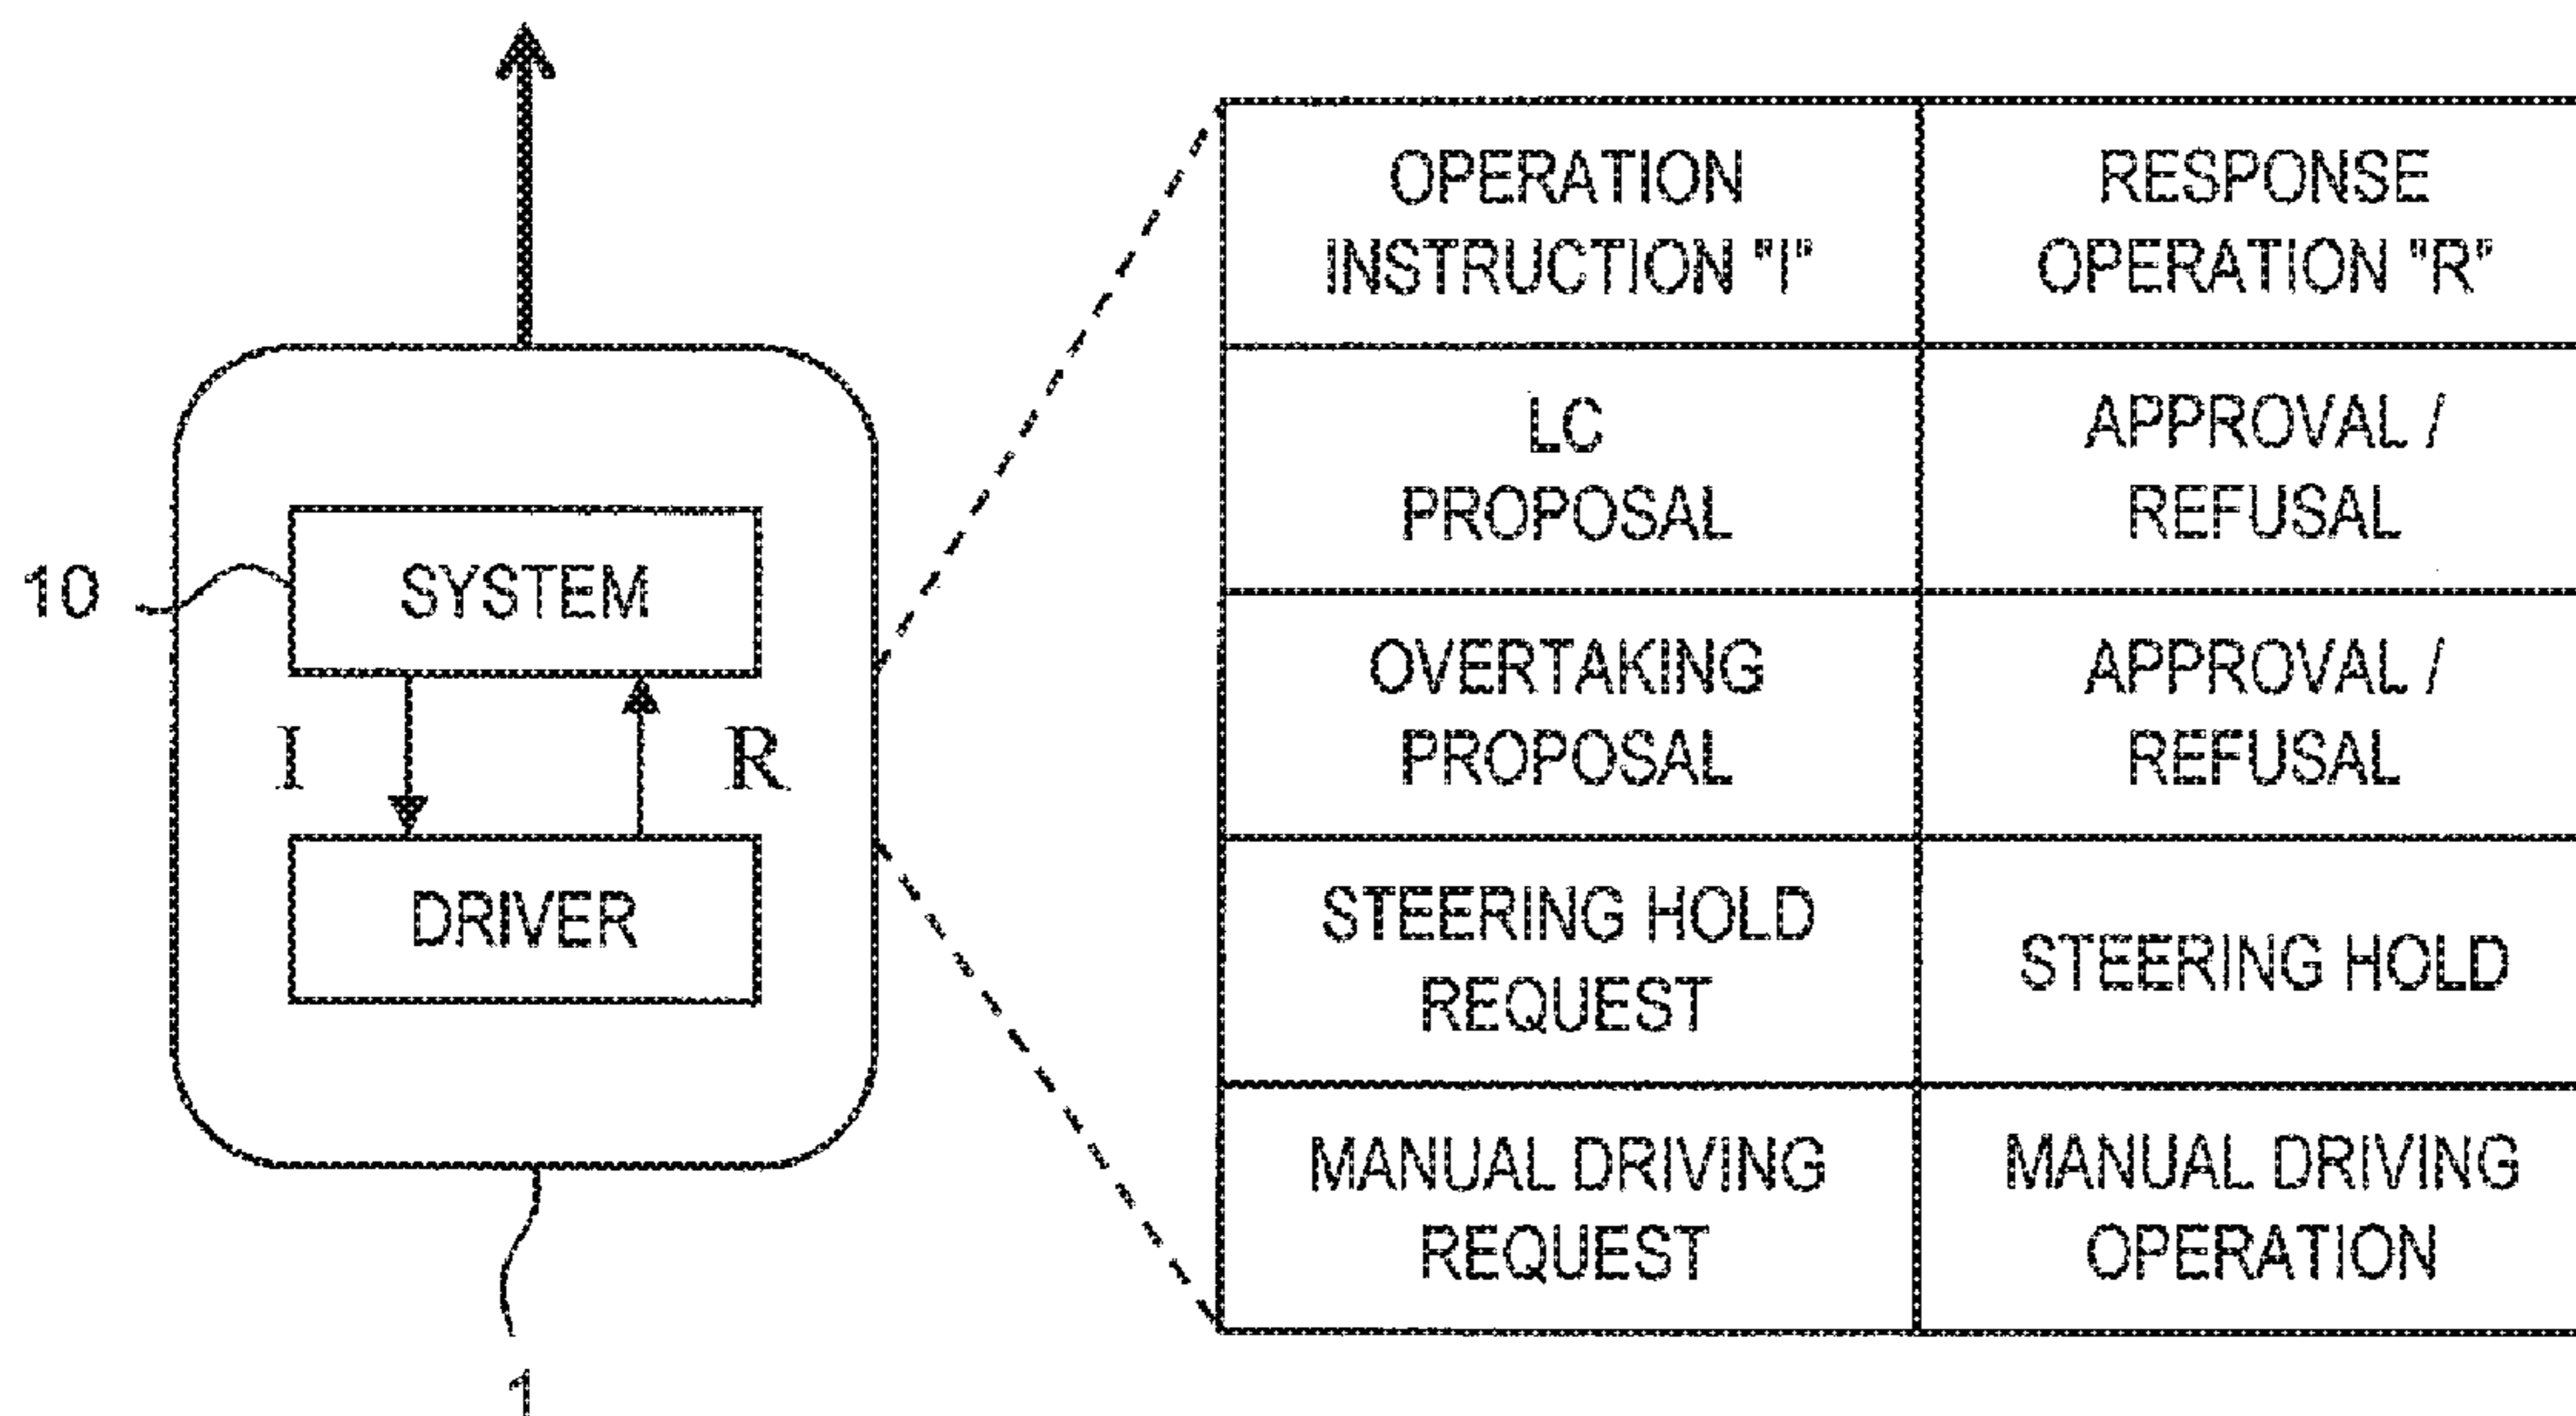 10
SYSTEM
I
R
DRIVER
1
OPERATION
INSTRUCTION "I"
RESPONSE
OPERATION "R"
LC
PROPOSAL
APPROVAL /
REFUSAL
OVERTAKING
PROPOSAL
APPROVAL /
REFUSAL
STEERING HOLD
REQUEST
STEERING HOLD
MANUAL DRIVING
REQUEST
MANUAL DRIVING
OPERATION